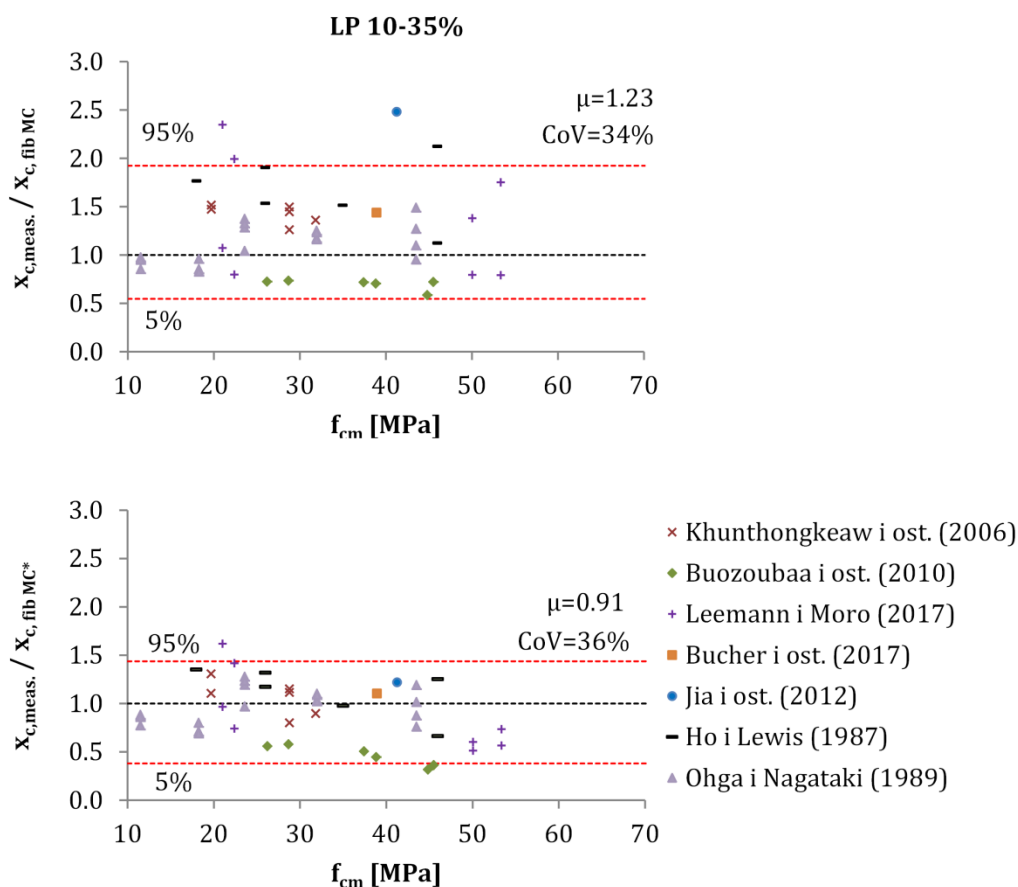 LP 10-35%
3.0
2.5
2.0
1.5
1.0
0.5
0.0
x_c,meas. / x_c, fib MC
95%
5%
μ=1.23
CoV=34%
10 20 30 40 50 60 70
f_cm [MPa]
3.0
2.5
2.0
1.5
1.0
0.5
0.0
x_c,meas. / x_c, fib MC*
95%
5%
μ=0.91
CoV=36%
10 20 30 40 50 60 70
f_cm [MPa]
Khunthongkeaw i ost. (2006)
Buozoubaa i ost. (2010)
Leemann i Moro (2017)
Bucher i ost. (2017)
Jia i ost. (2012)
Ho i Lewis (1987)
Ohga i Nagataki (1989)